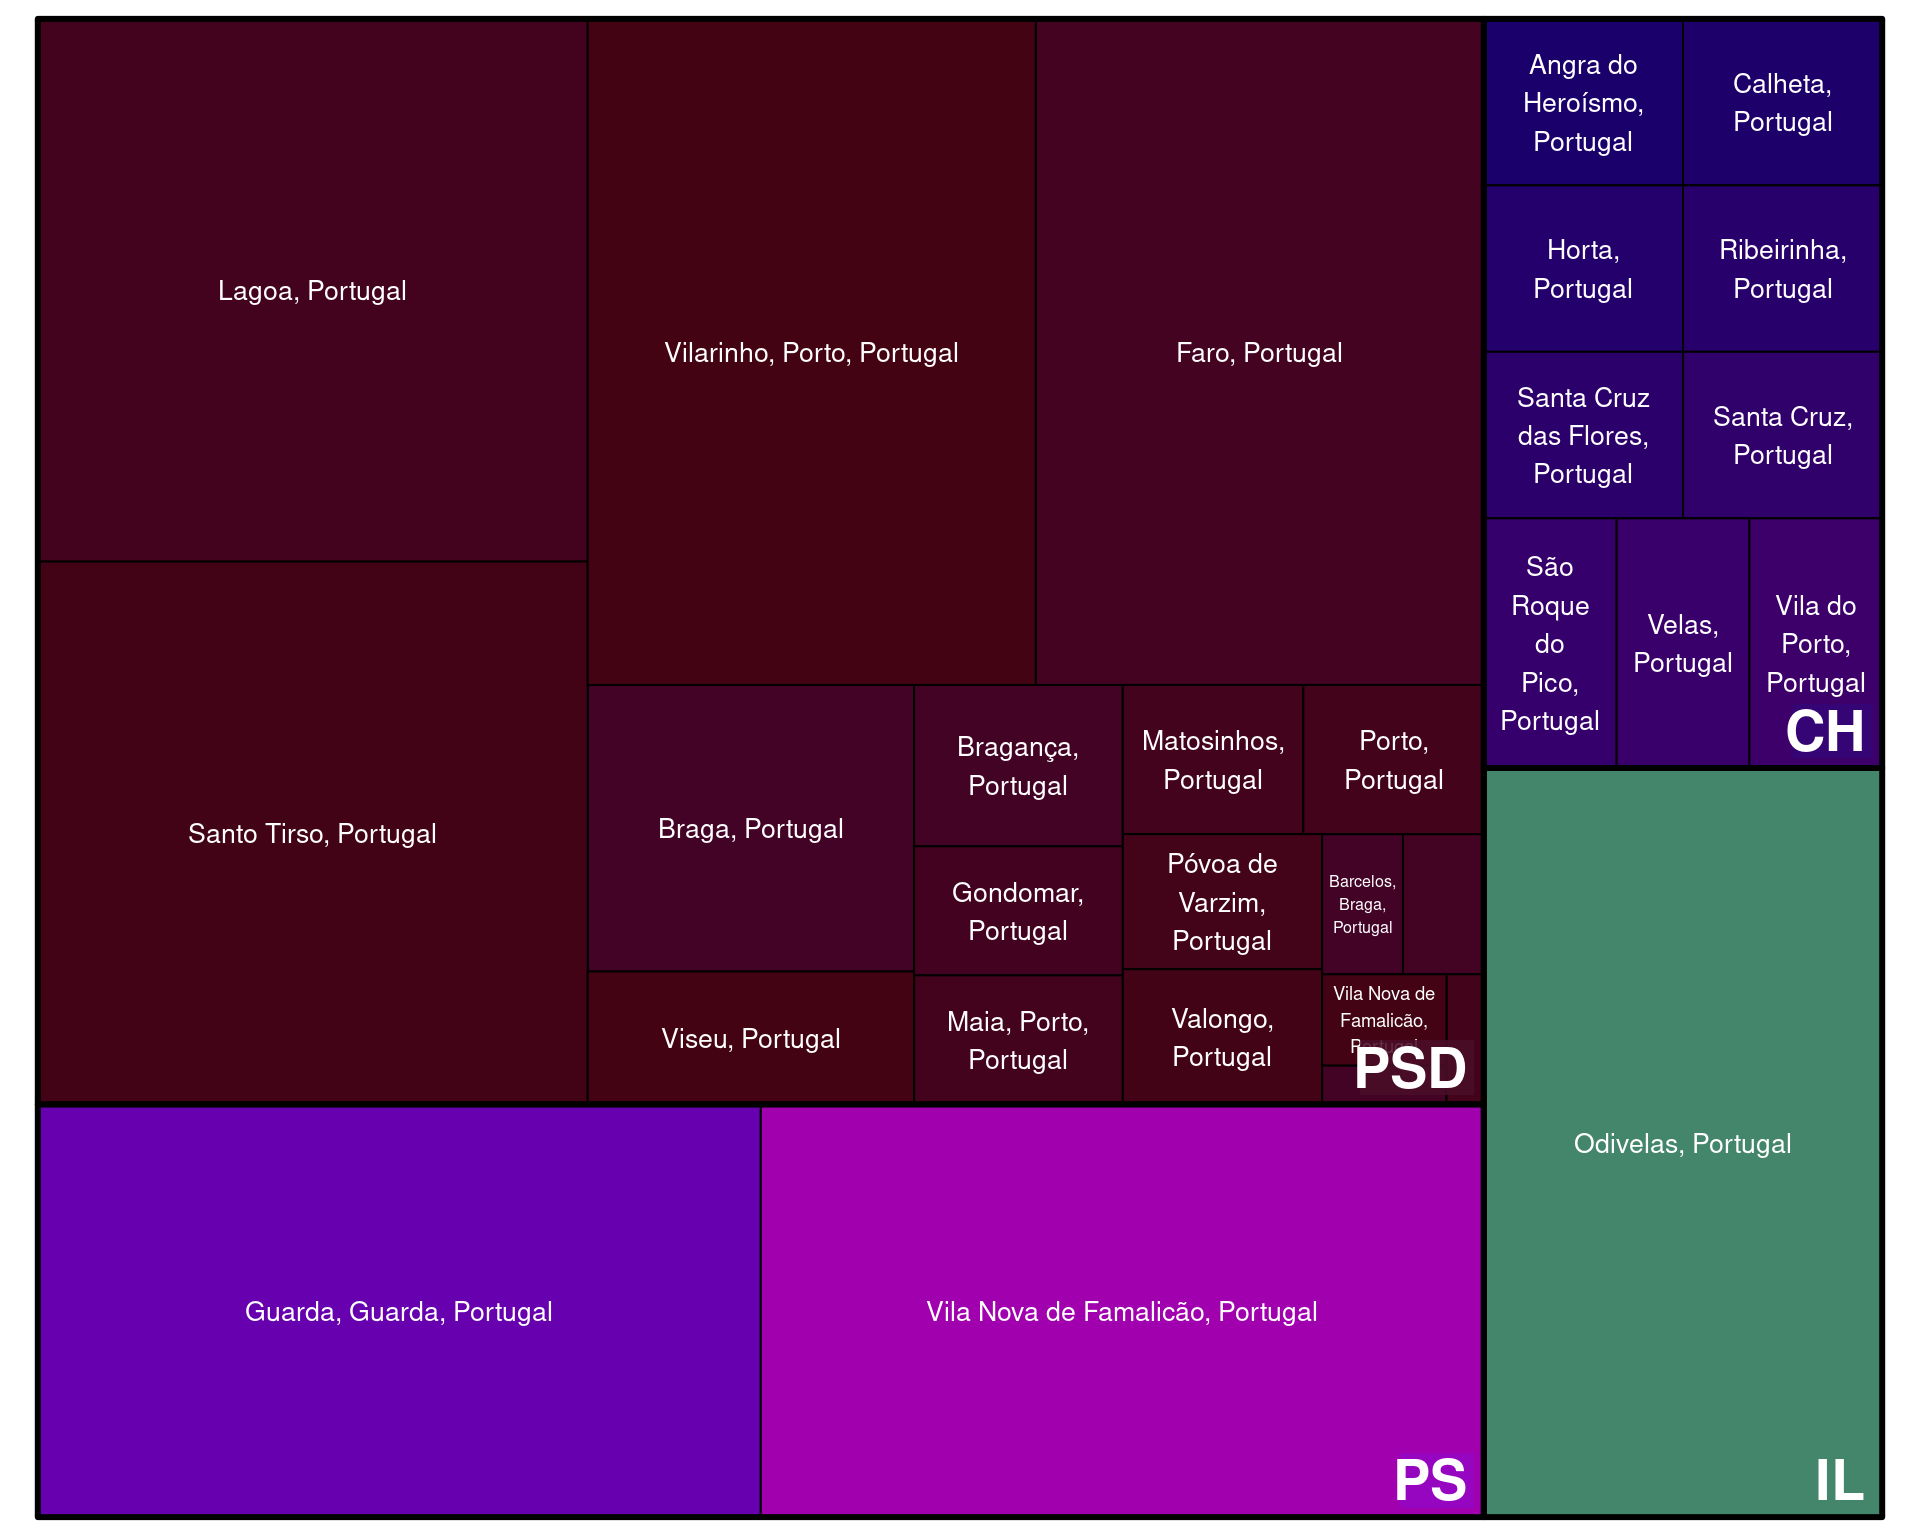 Lagoa, Portugal
Santo Tirso, Portugal
Vilarinho, Porto, Portugal
Faro, Portugal
Braga, Portugal
Viseu, Portugal
Bragança,
Portugal
Gondomar,
Portugal
Maia, Porto,
Portugal
Matosinhos,
Portugal
Porto,
Portugal
Póvoa de
Varzim,
Portugal
Valongo,
Portugal
Barcelos,
Braga,
Portugal
Vila Nova de
Famalicão,
Portugal
PSD
Guarda, Guarda, Portugal
Vila Nova de Famalicão, Portugal
PS
Angra do
Heroísmo,
Portugal
Calheta,
Portugal
Horta,
Portugal
Ribeirinha,
Portugal
Santa Cruz
das Flores,
Portugal
Santa Cruz,
Portugal
São
Roque
do
Pico,
Portugal
Velas,
Portugal
Vila do
Porto,
Portugal
CH
Odivelas, Portugal
IL